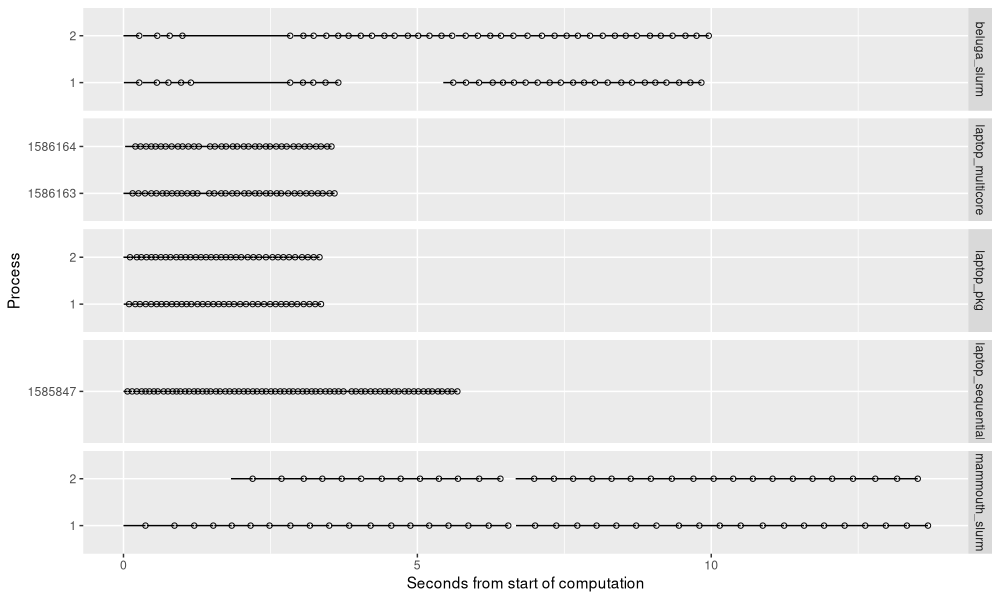 2
1
beluga_slurm
1586164
1586163
laptop_multicore
2
1
laptop_pkg
1585847
laptop_sequential
2
1
mammouth_slurm
Process
0
5
10
Seconds from start of computation